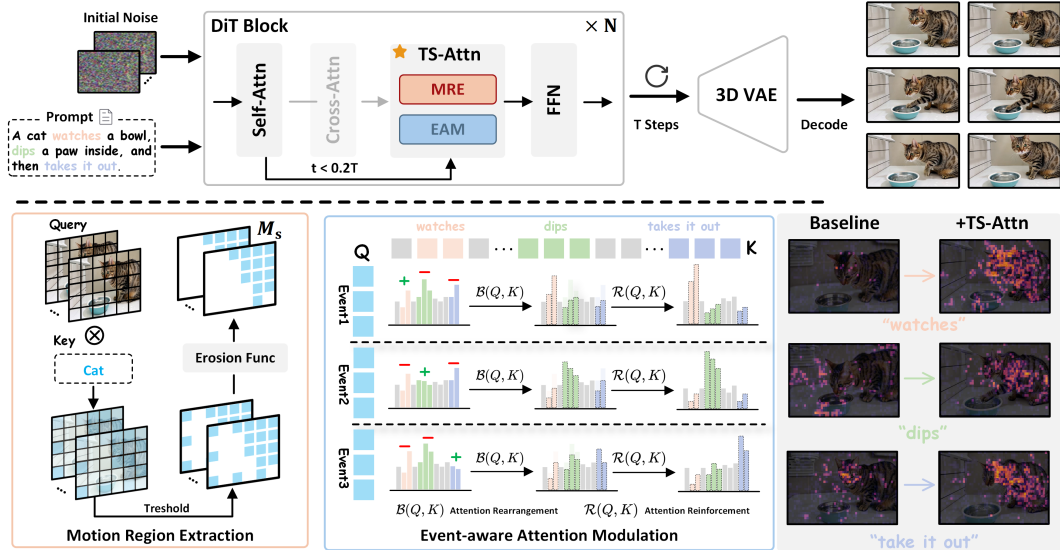 Initial Noise
Prompt
A cat watches a bowl,
dips a paw inside, and
then takes it out.
DiT Block
× N
Self-Attn
Cross-Attn
TS-Attn
MRE
EAM
FFN
t < 0.2T
T Steps
3D VAE
Decode
Query
Key
Cat
Treshold
Erosion Func
M_s
Motion Region Extraction
watches
dips
takes it out
Q
K
Event1
+ − −
B(Q, K)
R(Q, K)
Event2
− + −
B(Q, K)
R(Q, K)
Event3
− − +
B(Q, K)
R(Q, K)
B(Q, K) Attention Rearrangement
R(Q, K) Attention Reinforcement
Event-aware Attention Modulation
Baseline
+TS-Attn
"watches"
"dips"
"take it out"